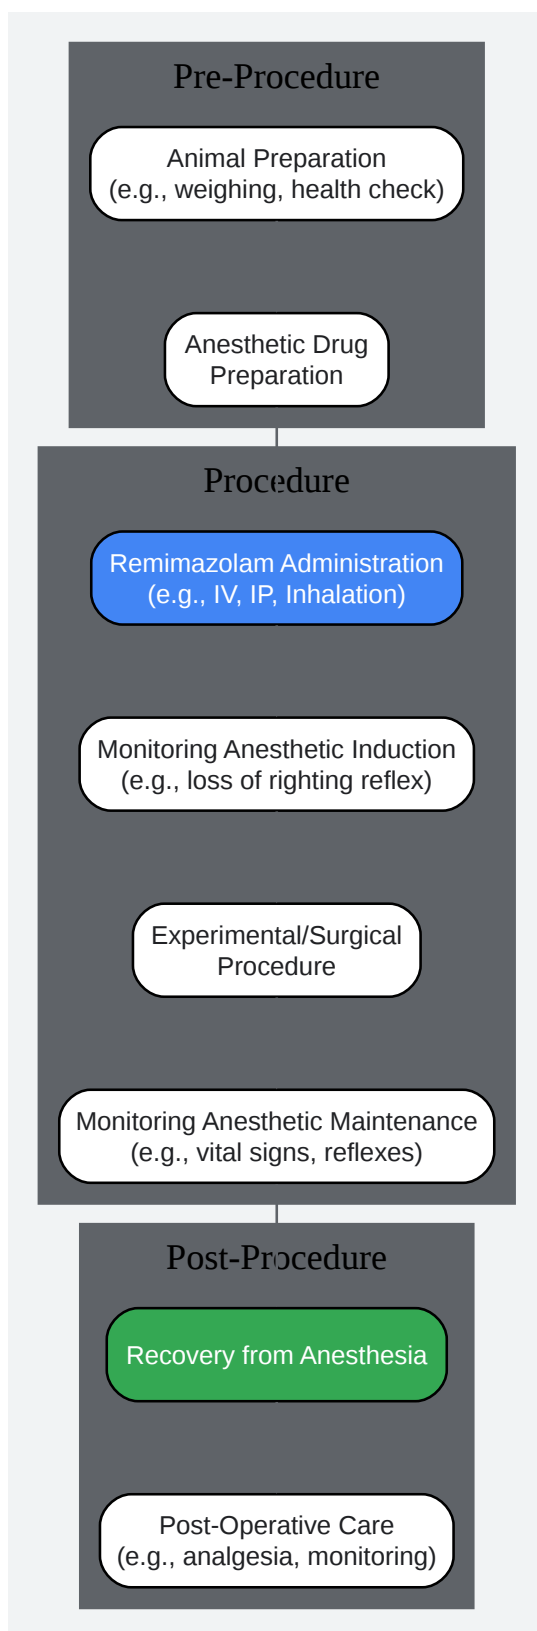 Pre-Procedure
Animal Preparation
(e.g., weighing, health check)
Anesthetic Drug
Preparation
Procedure
Remimazolam Administration
(e.g., IV, IP, Inhalation)
Monitoring Anesthetic Induction
(e.g., loss of righting reflex)
Experimental/Surgical
Procedure
Monitoring Anesthetic Maintenance
(e.g., vital signs, reflexes)
Post-Procedure
Recovery from Anesthesia
Post-Operative Care
(e.g., analgesia, monitoring)